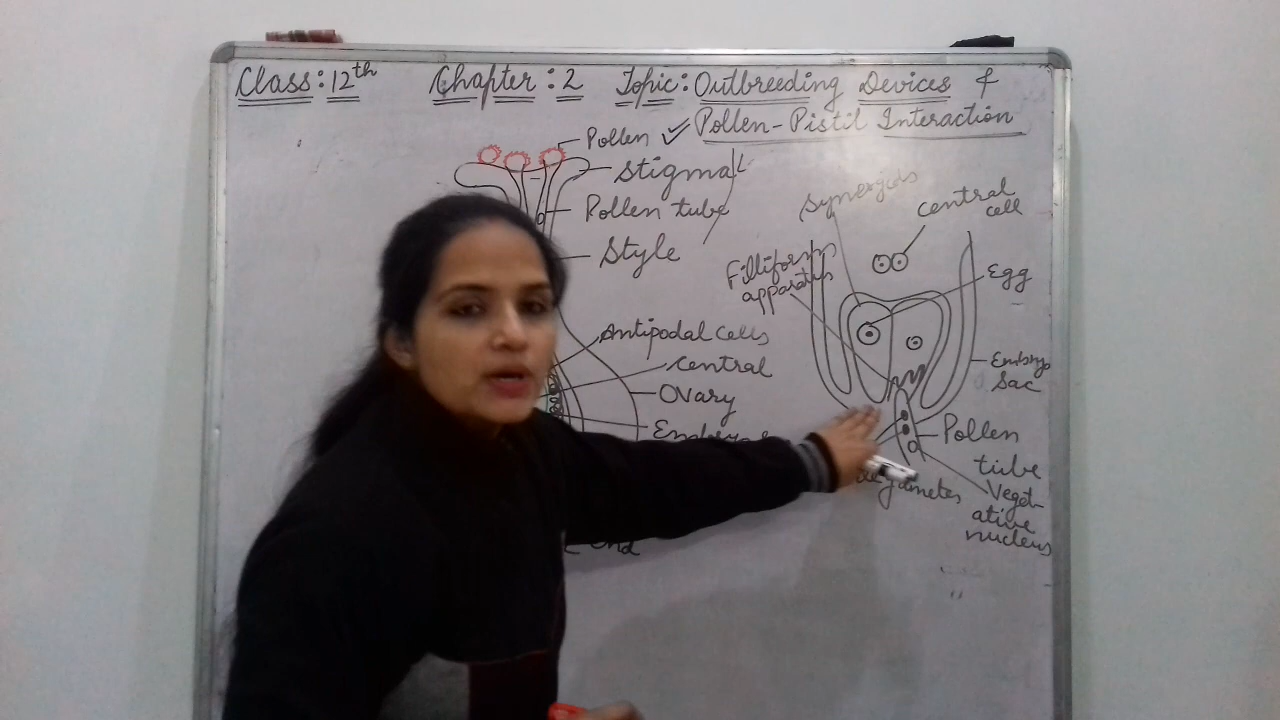 Class: 12th Chapter: 2 Topic: Outbreeding Devices &
Pollen-Pistil Interaction
Pollen
Stigma
Pollen tube
Style
Antipodal cells
Central
Ovary
end
Synergids
Central
cell
Filliform
apparatus
Egg
Embryo
Sac
Pollen
tube
Veget-
ative
nucleus